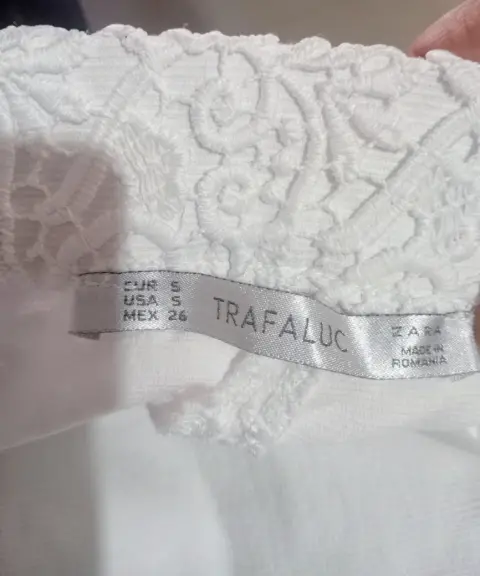 EUR S
USA S
MEX 26
TRAFALUC
ZARA
MADE IN
ROMANIA